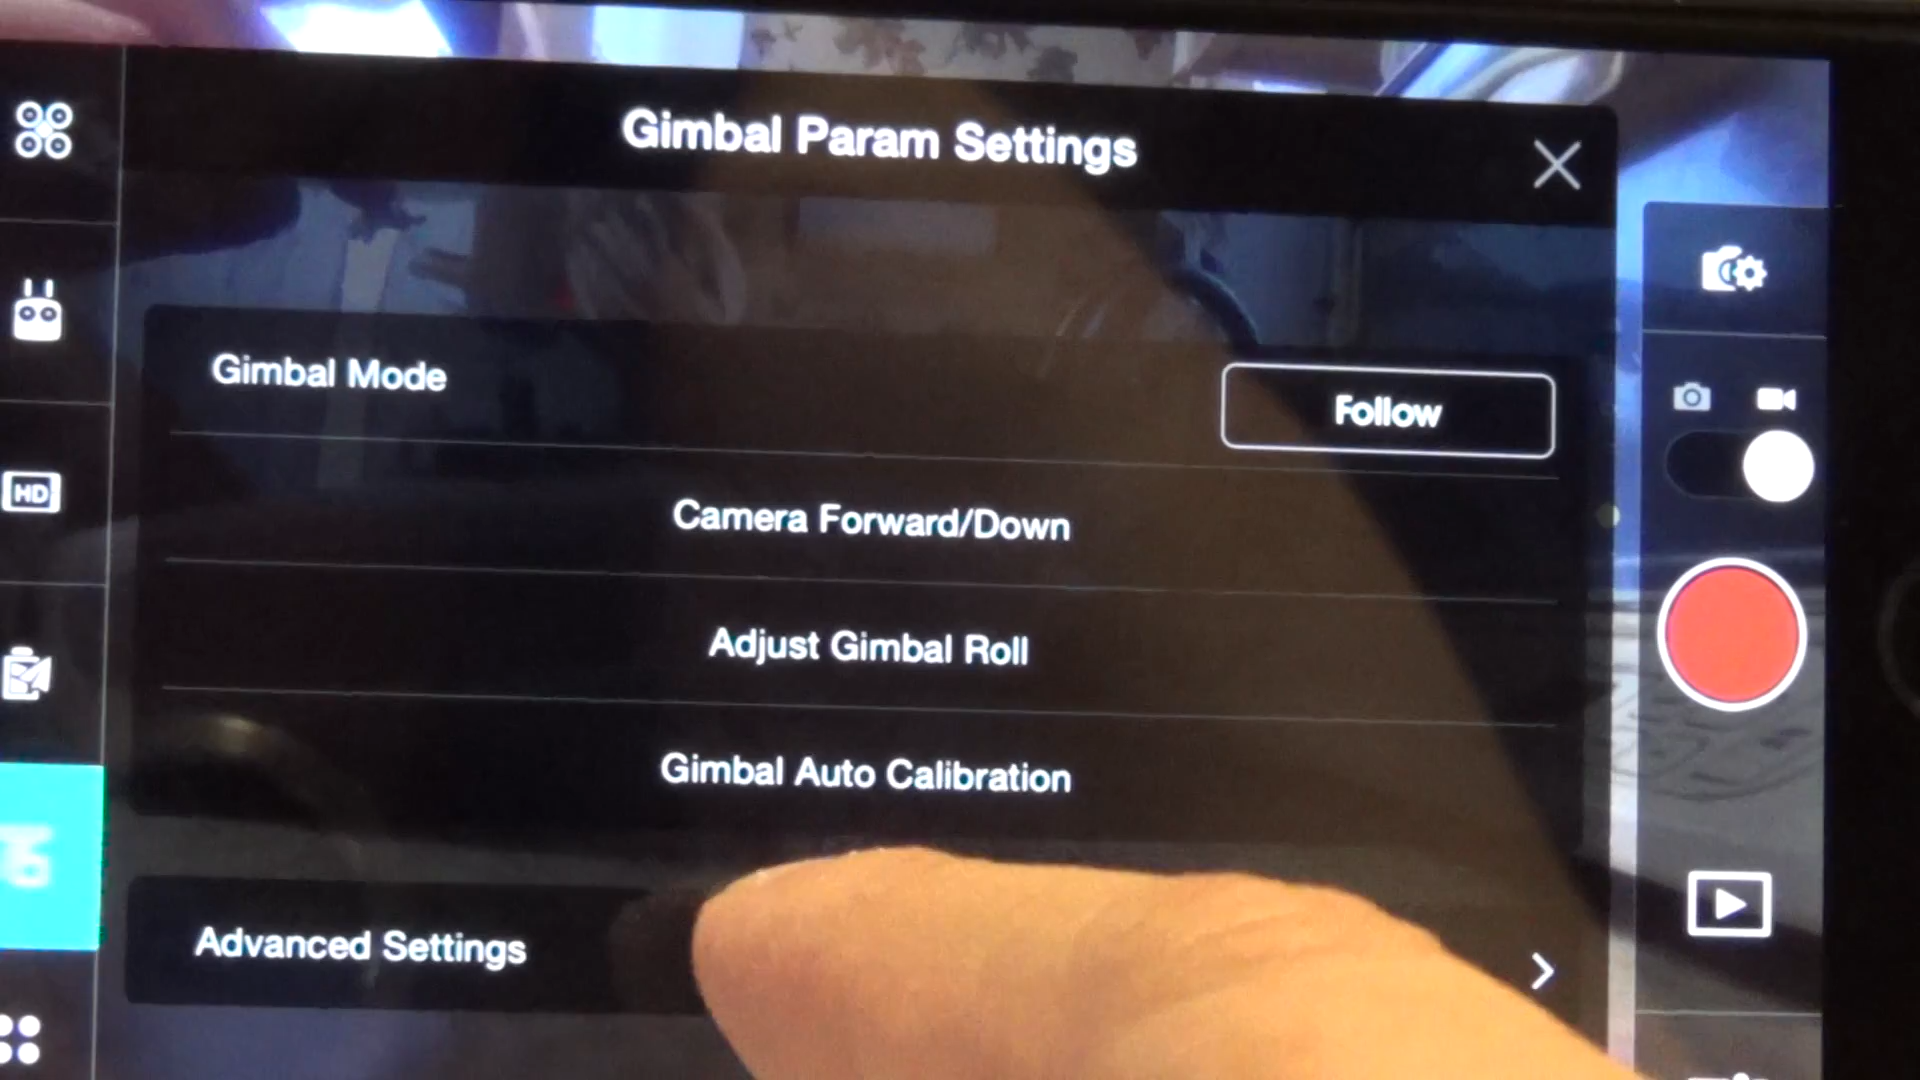 Gimbal Param Settings
Gimbal Mode
Follow
Camera Forward/Down
HD
Adjust Gimbal Roll
Gimbal Auto Calibration
Advanced Settings